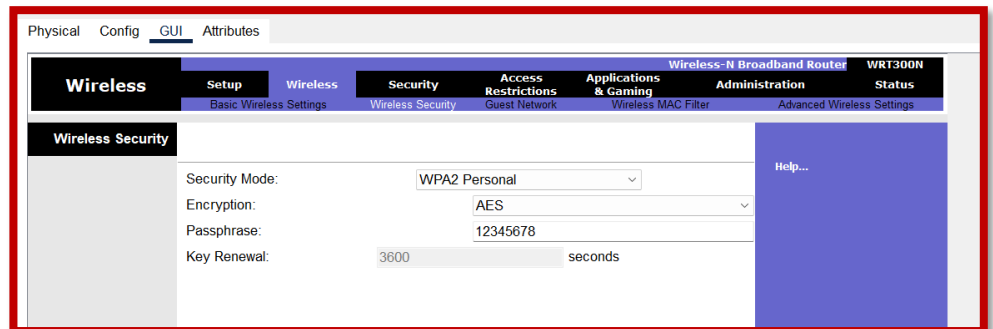 Physical Config GUI Attributes
Wireless-N Broadband Router WRT300N
Wireless
Setup Wireless Security Access Restrictions Applications & Gaming Administration Status
Basic Wireless Settings Wireless Security Guest Network Wireless MAC Filter Advanced Wireless Settings
Wireless Security
Help...
Security Mode: WPA2 Personal
Encryption: AES
Passphrase: 12345678
Key Renewal: 3600 seconds